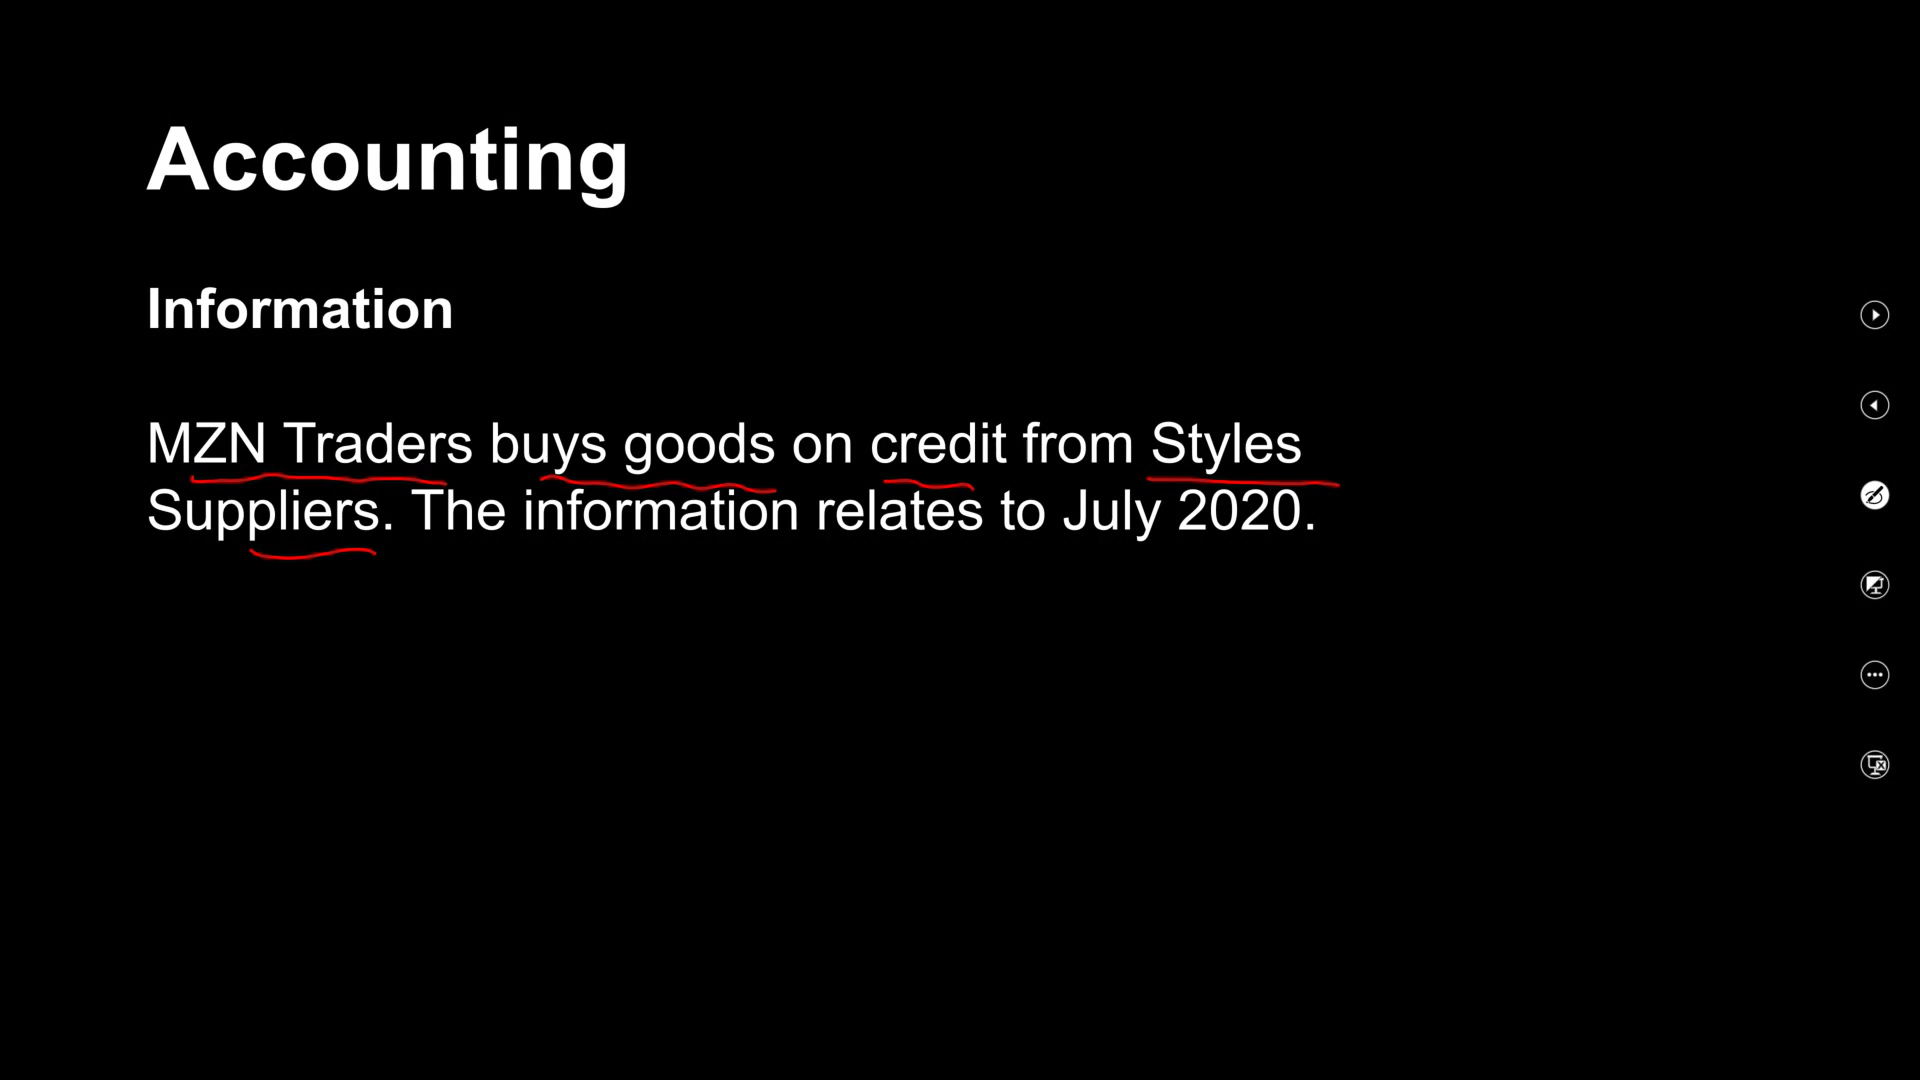 Accounting
Information
MZN Traders buys goods on credit from Styles
Suppliers. The information relates to July 2020.